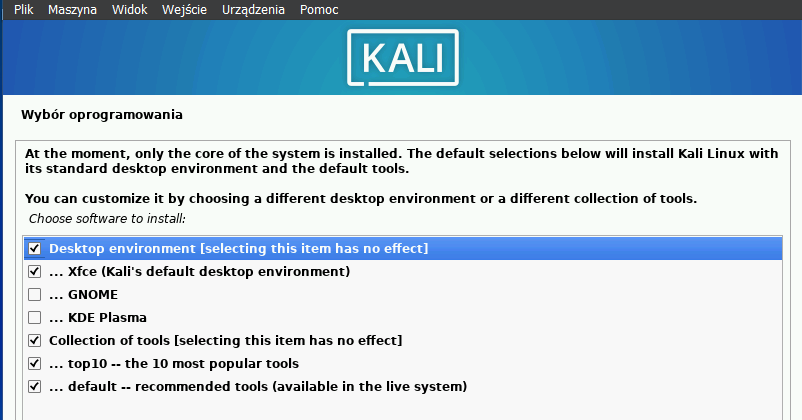 Plik Maszyna Widok Wejście Urządzenia Pomoc
KALI
Wybór oprogramowania
At the moment, only the core of the system is installed. The default selections below will install Kali Linux with
its standard desktop environment and the default tools.
You can customize it by choosing a different desktop environment or a different collection of tools.
Choose software to install:
Desktop environment [selecting this item has no effect]
... Xfce (Kali's default desktop environment)
... GNOME
... KDE Plasma
Collection of tools [selecting this item has no effect]
... top10 -- the 10 most popular tools
... default -- recommended tools (available in the live system)